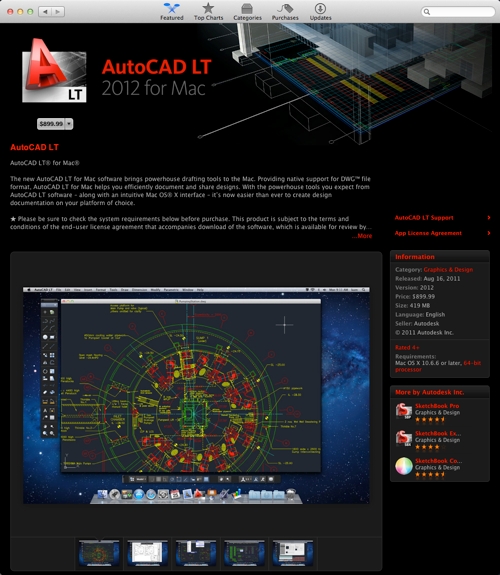 Featured Top Charts Categories Purchases Updates
LT
AutoCAD LT
2012 for Mac
$899.99
AutoCAD LT
AutoCAD LT® for Mac®
The new AutoCAD LT for Mac software brings powerhouse drafting tools to the Mac. Providing native support for DWG™ file
format, AutoCAD LT for Mac helps you efficiently document and share designs. With the powerhouse tools you expect from
AutoCAD LT software – along with an intuitive Mac OS® X interface – it's now easier than ever to create design
documentation on your platform of choice.
★ Please be sure to check the system requirements below before purchase. This product is subject to the terms and
conditions of the end-user license agreement that accompanies download of the software, which is available for review by...
...More
AutoCAD LT Support
App License Agreement
Information
Category: Graphics & Design
Released: Aug 16, 2011
Version: 2012
Price: $899.99
Size: 419 MB
Language: English
Seller: Autodesk
© 2011 Autodesk Inc.
Rated 4+
Requirements:
Mac OS X 10.6.6 or later, 64-bit
processor
More by Autodesk Inc.
SketchBook Pro
Graphics & Design
SketchBook Ex...
Graphics & Design
SketchBook Co...
Graphics & Design